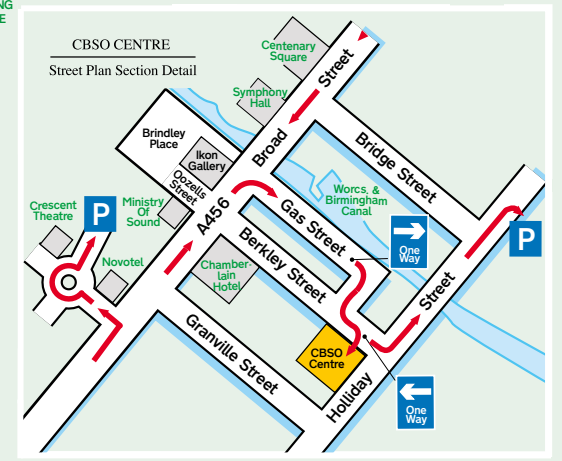 NG
E
CBSO CENTRE
Street Plan Section Detail
Centenary
Square
Street
Symphony
Hall
Broad
Bridge Street
Brindley
Place
Ikon
Gallery
Oozells
Street
Worcs, &
Birmingham
Canal
Crescent
Theatre
P
Ministry
Of
Sound
A456
Gas Street
One
Way
P
Novotel
Chamber-
lain
Hotel
Berkley Street
Street
Granville Street
CBSO
Centre
Holliday
One
Way